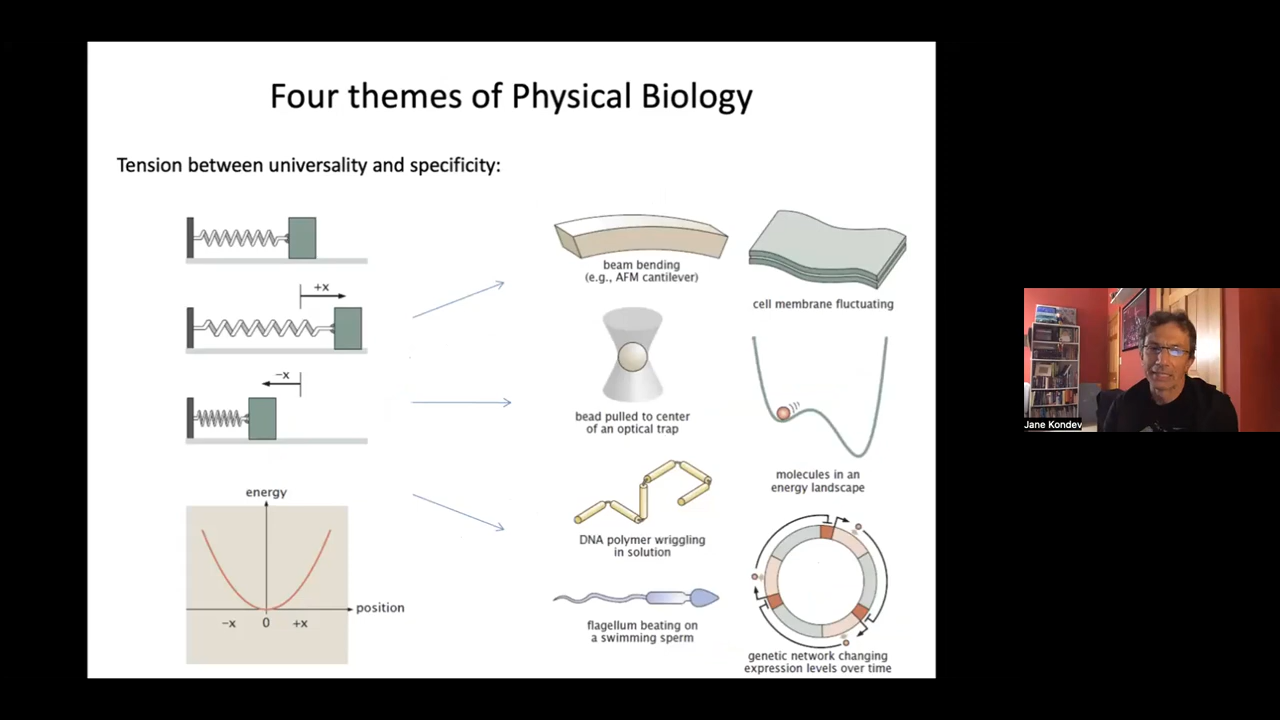 Four themes of Physical Biology
Tension between universality and specificity:
+x
−x
energy
position
−x
0
+x
beam bending
(e.g., AFM cantilever)
cell membrane fluctuating
bead pulled to center
of an optical trap
molecules in an
energy landscape
DNA polymer wriggling
in solution
flagellum beating on
a swimming sperm
genetic network changing
expression levels over time
Jane Kondev